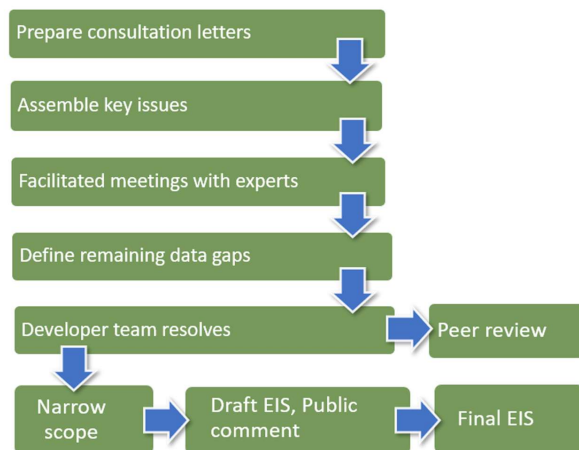 Prepare consultation letters
Assemble key issues
Facilitated meetings with experts
Define remaining data gaps
Developer team resolves
Peer review
Narrow
scope
Draft EIS, Public
comment
Final EIS